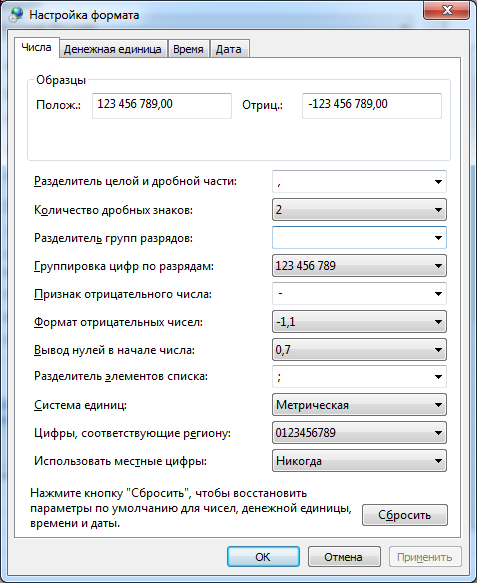 Настройка формата
Числа Денежная единица Время Дата
Образцы
Полож.: 123 456 789,00 Отриц.: -123 456 789,00
Разделитель целой и дробной части: ,
Количество дробных знаков: 2
Разделитель групп разрядов:
Группировка цифр по разрядам: 123 456 789
Признак отрицательного числа: -
Формат отрицательных чисел: -1,1
Вывод нулей в начале числа: 0,7
Разделитель элементов списка: ;
Система единиц: Метрическая
Цифры, соответствующие региону: 0123456789
Использовать местные цифры: Никогда
Нажмите кнопку "Сбросить", чтобы восстановить
параметры по умолчанию для чисел, денежной единицы,
времени и даты.
Сбросить
ОК Отмена Применить